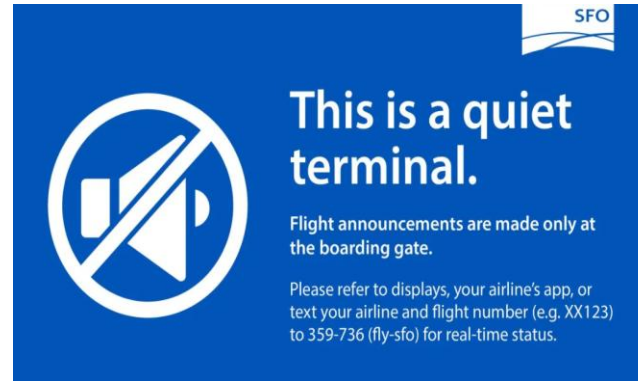 SFO
This is a quiet
terminal.
Flight announcements are made only at
the boarding gate.
Please refer to displays, your airline's app, or
text your airline and flight number (e.g. XX123)
to 359-736 (fly-sfo) for real-time status.